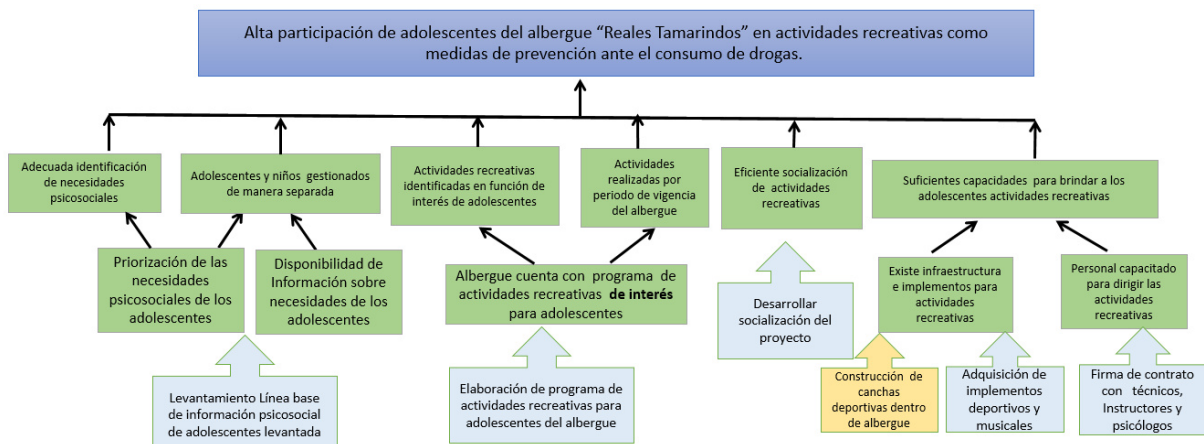 Alta participación de adolescentes del albergue “Reales Tamarindos” en actividades recreativas como
medidas de prevención ante el consumo de drogas.
Adecuada identificación
de necesidades
psicosociales
Adolescentes y niños gestionados
de manera separada
Actividades recreativas
identificadas en función de
interés de adolescentes
Actividades
realizadas por
periodo de vigencia
del albergue
Eficiente socialización
de actividades
recreativas
Suficientes capacidades para brindar a los
adolescentes actividades recreativas
Priorización de las
necesidades
psicosociales de los
adolescentes
Disponibilidad de
Información sobre
necesidades de los
adolescentes
Albergue cuenta con programa de
actividades recreativas de interés
para adolescentes
Desarrollar
socialización del
proyecto
Existe infraestructura
e implementos para
actividades
recreativas
Personal capacitado
para dirigir las
actividades
recreativas
Levantamiento Línea base
de información psicosocial
de adolescentes levantada
Elaboración de programa de
actividades recreativas para
adolescentes del albergue
Construcción de
canchas
deportivas dentro
de albergue
Adquisición de
implementos
deportivos y
musicales
Firma de contrato
con técnicos,
Instructores y
psicólogos